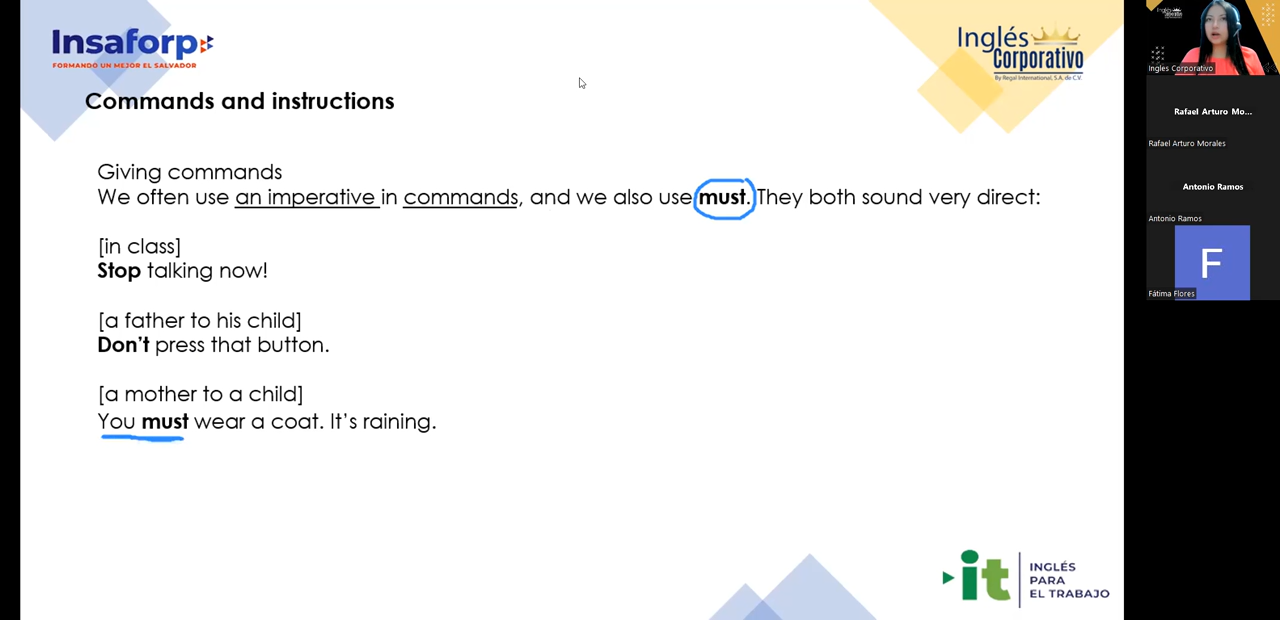 Insaforp
FORMANDO UN MEJOR EL SALVADOR
Inglés
Corporativo
By Regal International, S.A. de C.V.
Commands and instructions
Giving commands
We often use an imperative in commands, and we also use must. They both sound very direct:
[in class]
Stop talking now!
[a father to his child]
Don't press that button.
[a mother to a child]
You must wear a coat. It's raining.
it
INGLÉS
PARA
EL TRABAJO
Ingles Corporativo
Rafael Arturo Mo...
Rafael Arturo Morales
Antonio Ramos
Antonio Ramos
F
Fátima Flores